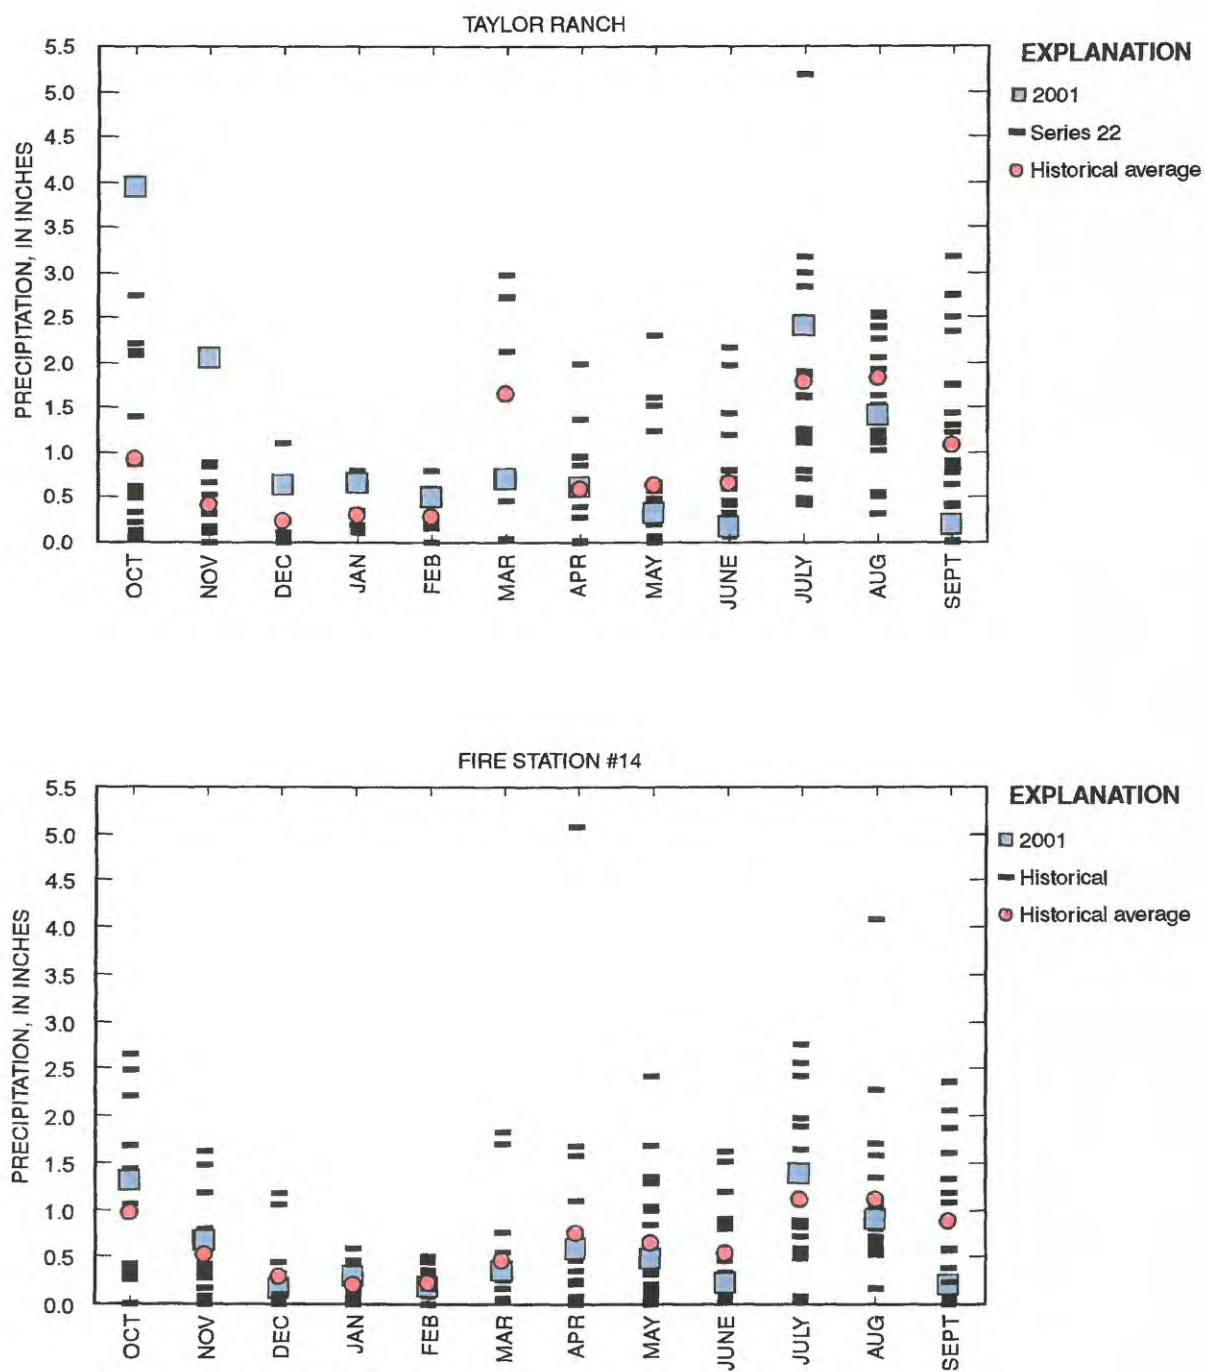 TAYLOR RANCH
PRECIPITATION, IN INCHES
5.5
5.0
4.5
4.0
3.5
3.0
2.5
2.0
1.5
1.0
0.5
0.0
OCT
NOV
DEC
JAN
FEB
MAR
APR
MAY
JUNE
JULY
AUG
SEPT
EXPLANATION
2001
Series 22
Historical average
FIRE STATION #14
PRECIPITATION, IN INCHES
5.5
5.0
4.5
4.0
3.5
3.0
2.5
2.0
1.5
1.0
0.5
0.0
OCT
NOV
DEC
JAN
FEB
MAR
APR
MAY
JUNE
JULY
AUG
SEPT
EXPLANATION
2001
Historical
Historical average